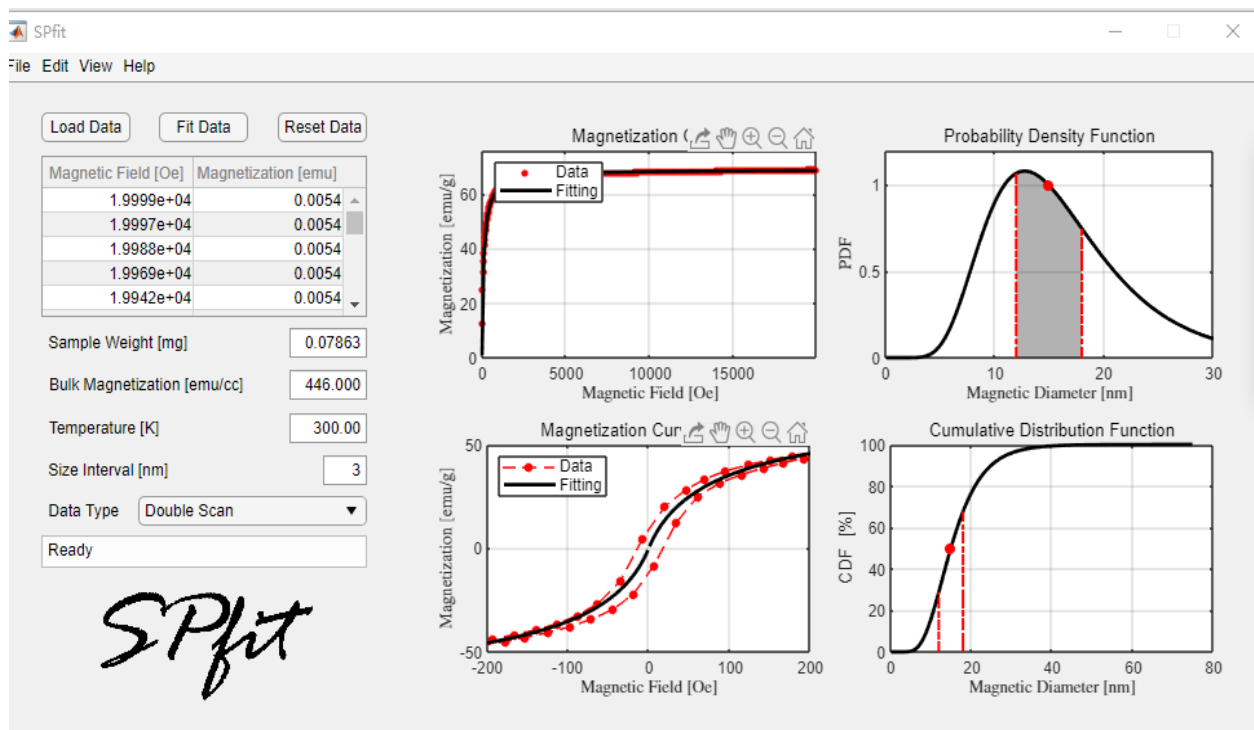 SPfit
File Edit View Help
Load Data Fit Data Reset Data
Magnetic Field [Oe] Magnetization [emu]
1.9999e+04 0.0054
1.9997e+04 0.0054
1.9988e+04 0.0054
1.9969e+04 0.0054
1.9942e+04 0.0054
Sample Weight [mg] 0.07863
Bulk Magnetization [emu/cc] 446.000
Temperature [K] 300.00
Size Interval [nm] 3
Data Type Double Scan
Ready
SPfit
Magnetization C
Data
Fitting
Magnetization [emu/g]
60
40
20
0
0 5000 10000 15000
Magnetic Field [Oe]
Probability Density Function
PDF
1
0.5
0
0 10 20 30
Magnetic Diameter [nm]
Magnetization Cur
Data
Fitting
Magnetization [emu/g]
50
0
-50
-200 -100 0 100 200
Magnetic Field [Oe]
Cumulative Distribution Function
CDF [%]
100
80
60
40
20
0
0 20 40 60 80
Magnetic Diameter [nm]